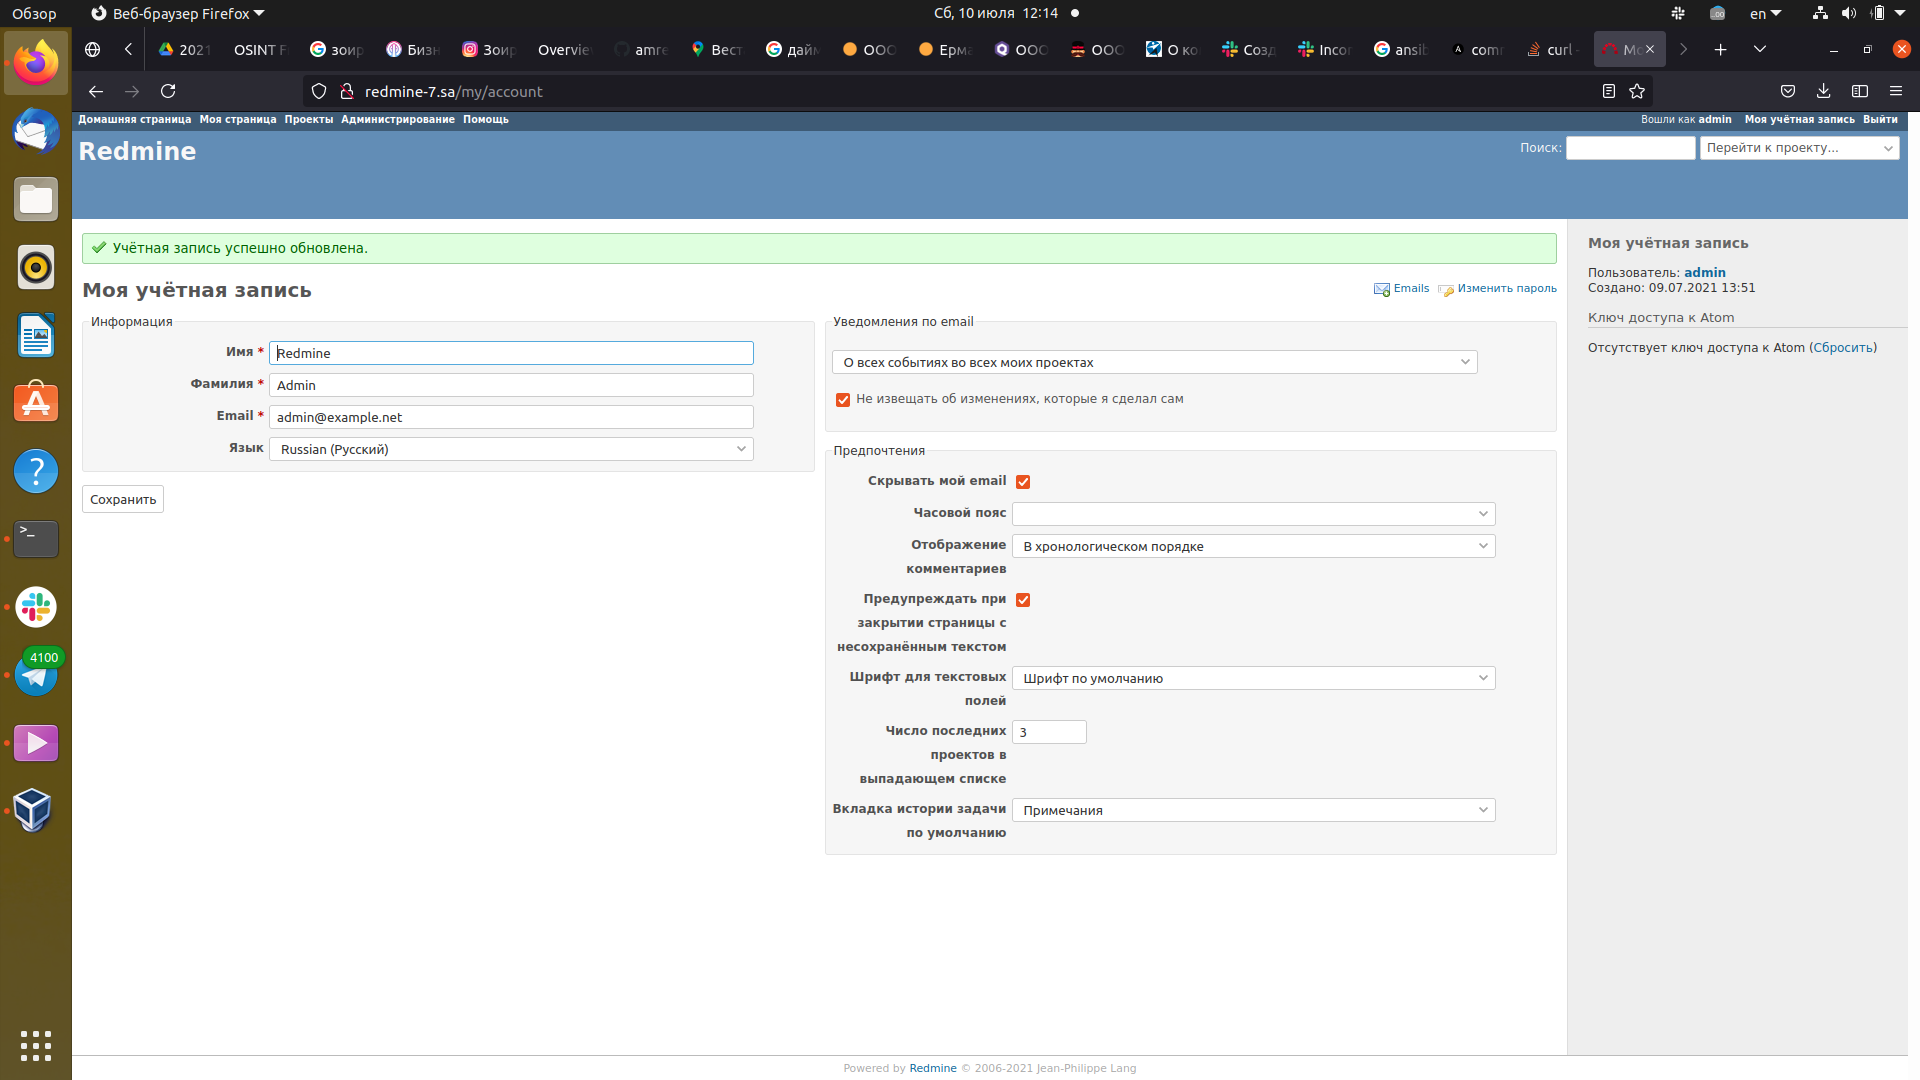 Обзор
Веб-браузер Firefox
Сб, 10 июля 12:14
en
2021
OSINT F
зоир
Бизн
Зоир
Overvie
amre
Вест
дайм
ООО
Ерма
ООО
ООО
О ко
Созд
Incor
ansib
comr
curl
Мо
redmine-7.sa/my/account
Домашняя страница Моя страница Проекты Администрирование Помощь
Вошли как admin Моя учётная запись Выйти
Redmine
Поиск:
Перейти к проекту...
Учётная запись успешно обновлена.
Моя учётная запись
Emails Изменить пароль
Информация
Имя * Redmine
Фамилия * Admin
Email * admin@example.net
Язык Russian (Русский)
Сохранить
Уведомления по email
О всех событиях во всех моих проектах
Не извещать об изменениях, которые я сделал сам
Предпочтения
Скрывать мой email
Часовой пояс
Отображение
комментариев
В хронологическом порядке
Предупреждать при
закрытии страницы с
несохранённым текстом
Шрифт для текстовых
полей
Шрифт по умолчанию
Число последних
проектов в
выпадающем списке
3
Вкладка истории задачи
по умолчанию
Примечания
Моя учётная запись
Пользователь: admin
Создано: 09.07.2021 13:51
Ключ доступа к Atom
Отсутствует ключ доступа к Atom (Сбросить)
4100
Powered by Redmine © 2006-2021 Jean-Philippe Lang